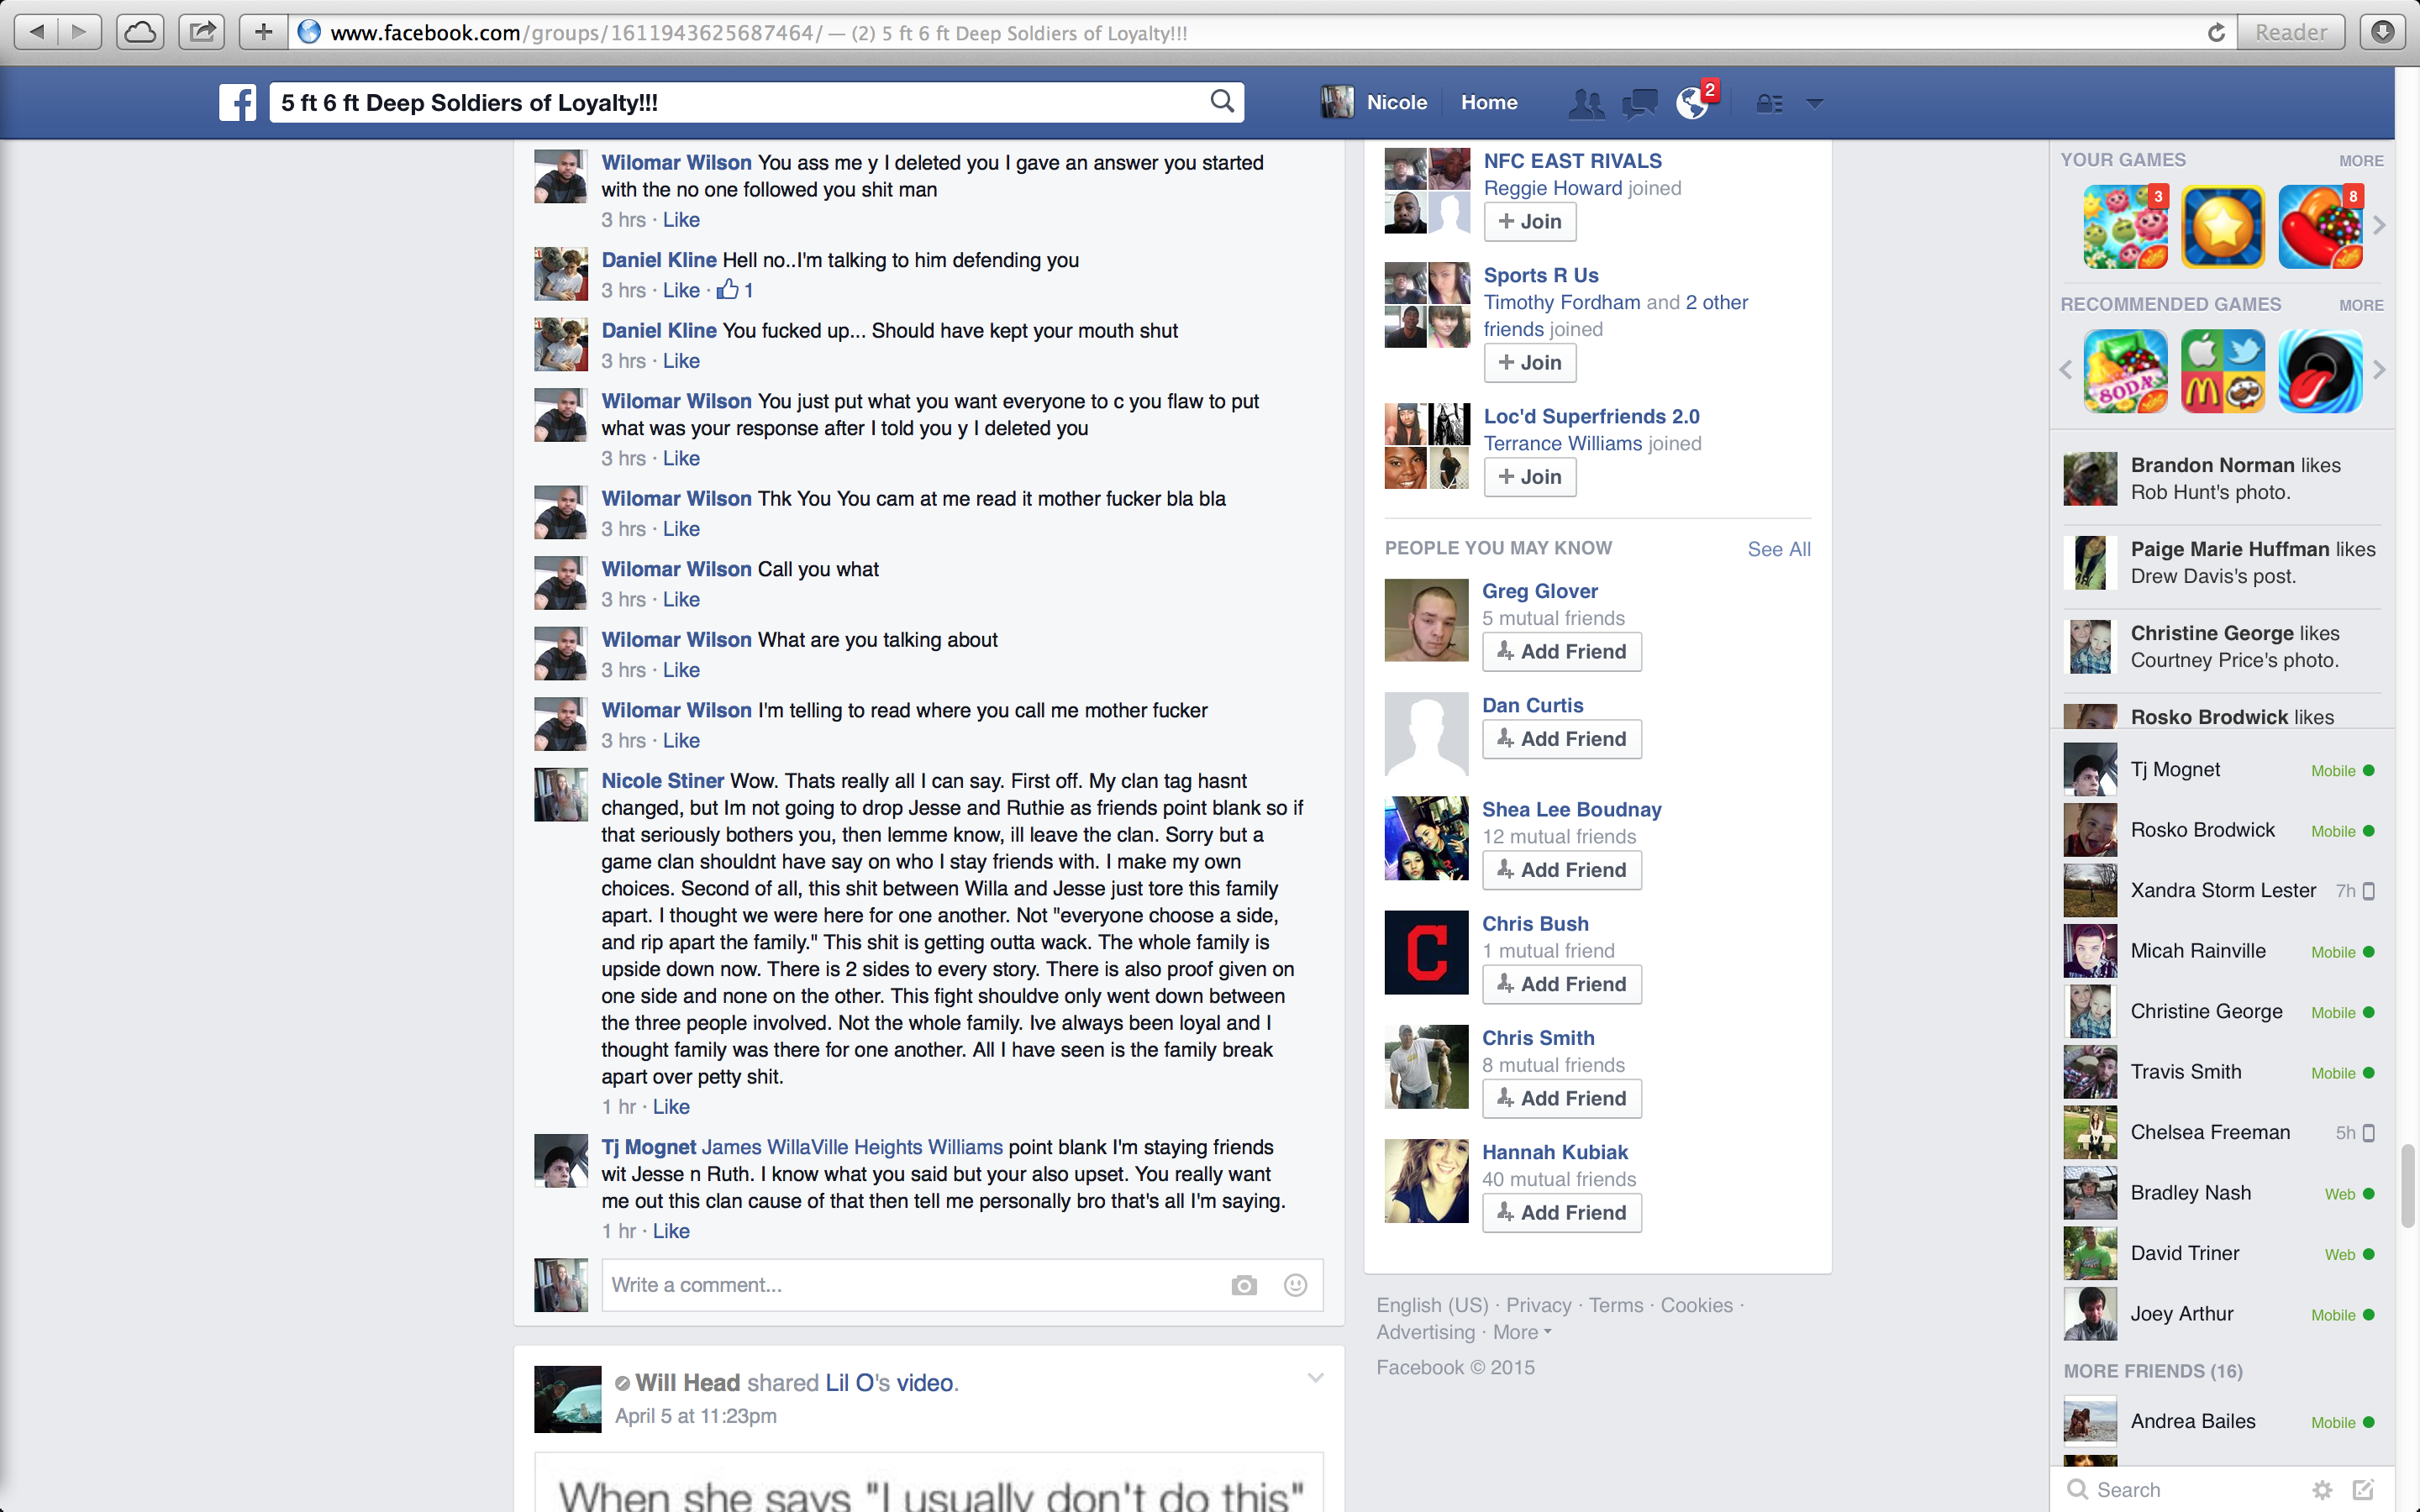 www.facebook.com/groups/1611943625687464/ — (2) 5 ft 6 ft Deep Soldiers of Loyalty!!!
Reader
5 ft 6 ft Deep Soldiers of Loyalty!!!
Nicole
Home
2
Wilomar Wilson You ass me y I deleted you I gave an answer you started
with the no one followed you shit man
3 hrs · Like
Daniel Kline Hell no..I'm talking to him defending you
3 hrs · Like · 1
Daniel Kline You fucked up... Should have kept your mouth shut
3 hrs · Like
Wilomar Wilson You just put what you want everyone to c you flaw to put
what was your response after I told you y I deleted you
3 hrs · Like
Wilomar Wilson Thk You You cam at me read it mother fucker bla bla
3 hrs · Like
Wilomar Wilson Call you what
3 hrs · Like
Wilomar Wilson What are you talking about
3 hrs · Like
Wilomar Wilson I'm telling to read where you call me mother fucker
3 hrs · Like
Nicole Stiner Wow. Thats really all I can say. First off. My clan tag hasnt
changed, but Im not going to drop Jesse and Ruthie as friends point blank so if
that seriously bothers you, then lemme know, ill leave the clan. Sorry but a
game clan shouldnt have say on who I stay friends with. I make my own
choices. Second of all, this shit between Willa and Jesse just tore this family
apart. I thought we were here for one another. Not "everyone choose a side,
and rip apart the family." This shit is getting outta wack. The whole family is
upside down now. There is 2 sides to every story. There is also proof given on
one side and none on the other. This fight shouldve only went down between
the three people involved. Not the whole family. Ive always been loyal and I
thought family was there for one another. All I have seen is the family break
apart over petty shit.
1 hr · Like
Tj Mognet James WillaVille Heights Williams point blank I'm staying friends
wit Jesse n Ruth. I know what you said but your also upset. You really want
me out this clan cause of that then tell me personally bro that's all I'm saying.
1 hr · Like
Write a comment...
Will Head shared Lil O's video.
April 5 at 11:23pm
When she says "I usually don't do this"
NFC EAST RIVALS
Reggie Howard joined
+ Join
Sports R Us
Timothy Fordham and 2 other
friends joined
+ Join
Loc'd Superfriends 2.0
Terrance Williams joined
+ Join
PEOPLE YOU MAY KNOW
See All
Greg Glover
5 mutual friends
Add Friend
Dan Curtis
Add Friend
Shea Lee Boudnay
12 mutual friends
Add Friend
Chris Bush
1 mutual friend
Add Friend
C
Chris Smith
8 mutual friends
Add Friend
Hannah Kubiak
40 mutual friends
Add Friend
English (US) · Privacy · Terms · Cookies ·
Advertising · More
Facebook © 2015
YOUR GAMES
MORE
3
8
RECOMMENDED GAMES
MORE
SODA
Brandon Norman likes
Rob Hunt's photo.
Paige Marie Huffman likes
Drew Davis's post.
Christine George likes
Courtney Price's photo.
Rosko Brodwick likes
Tj Mognet Mobile
Rosko Brodwick Mobile
Xandra Storm Lester 7h
Micah Rainville Mobile
Christine George Mobile
Travis Smith Mobile
Chelsea Freeman 5h
Bradley Nash Web
David Triner Web
Joey Arthur Mobile
MORE FRIENDS (16)
Andrea Bailes Mobile
Search